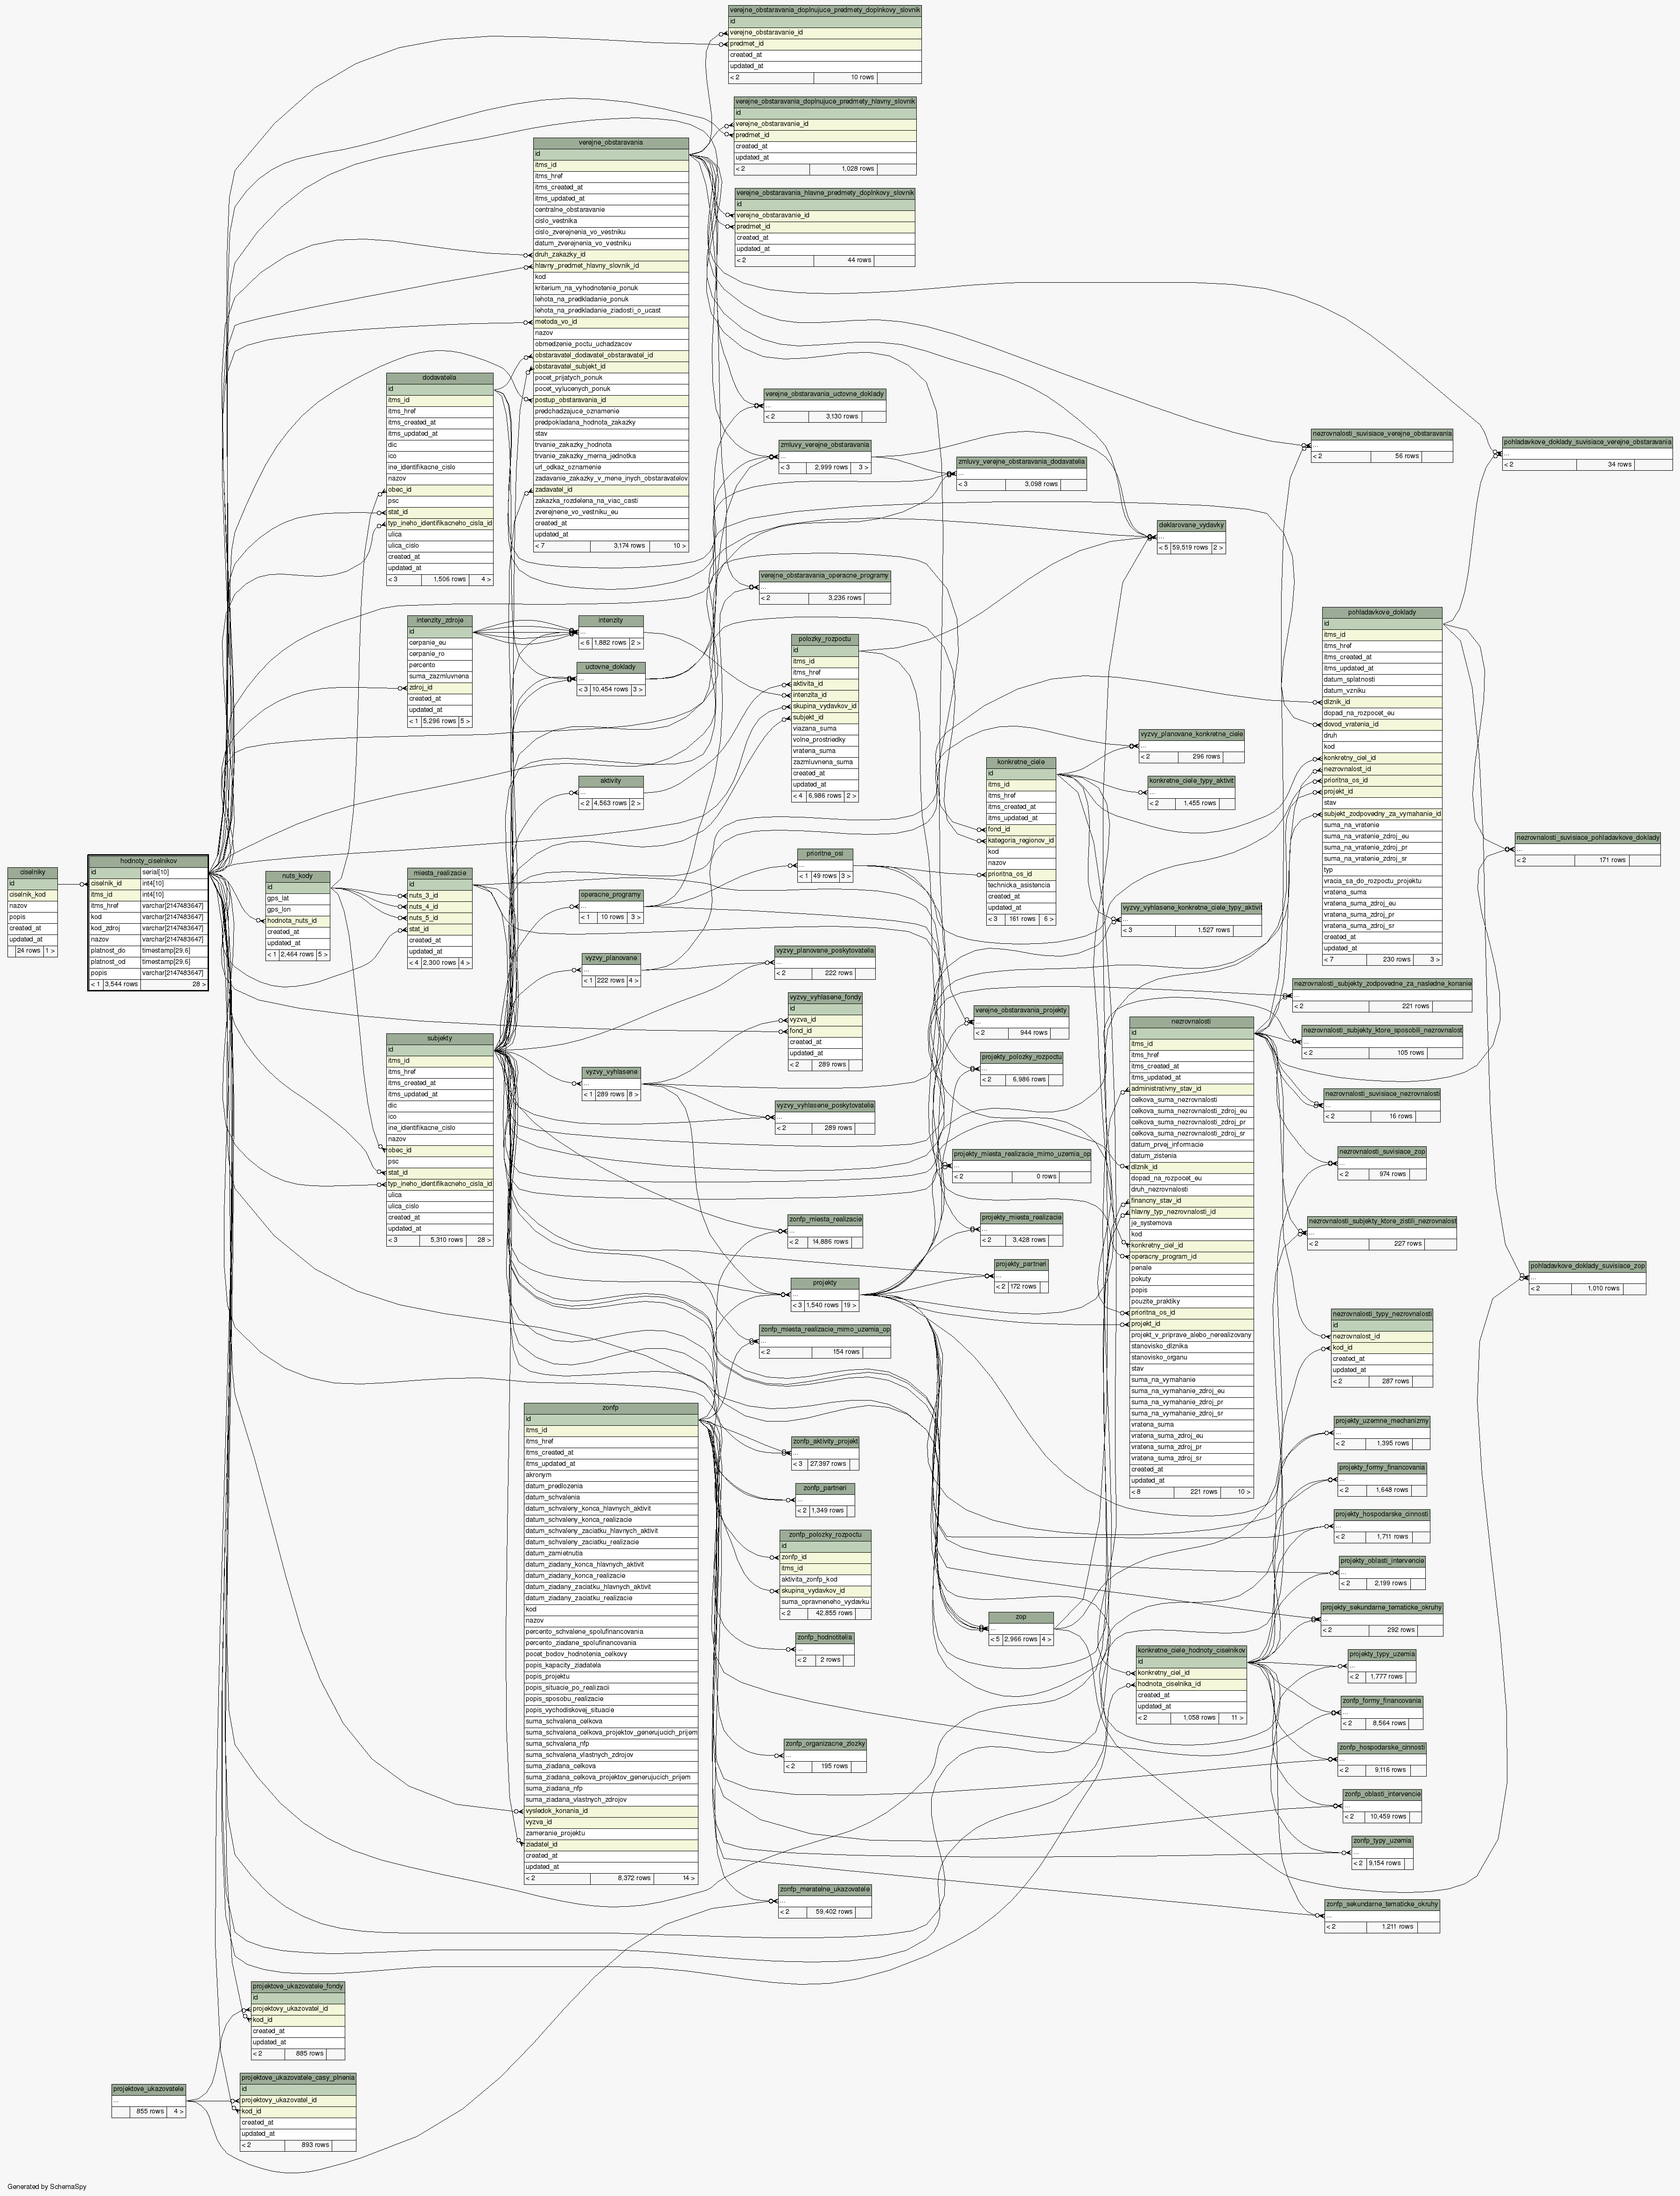 verejne_obstaravania_doplnujuce_predmety_doplnkovy_slovnik
id
verejne_obstaravanie_id
predmet_id
created_at
updated_at
< 2 10 rows
verejne_obstaravania_doplnujuce_predmety_hlavny_slovnik
id
verejne_obstaravanie_id
predmet_id
created_at
updated_at
< 2 1,028 rows
verejne_obstaravania_hlavne_predmety_doplnkovy_slovnik
id
verejne_obstaravanie_id
predmet_id
created_at
updated_at
< 2 44 rows
verejne_obstaravania
id
itms_id
itms_href
itms_created_at
itms_updated_at
centralne_obstaravanie
cislo_vestnika
cislo_zverejnenia_vo_vestniku
datum_zverejnenia_vo_vestniku
druh_zakazky_id
hlavny_predmet_hlavny_slovnik_id
kod
kriterium_na_vyhodnotenie_ponuk
lehota_na_predkladanie_ponuk
lehota_na_predkladanie_ziadosti_o_ucast
metoda_vo_id
nazov
obmedzenie_poctu_uchadzacov
obstaravatel_dodavatel_obstaravatel_id
obstaravatel_subjekt_id
pocet_prijatych_ponuk
pocet_vylucenych_ponuk
postup_obstaravania_id
predchadzajuce_oznamenie
predpokladana_hodnota_zakazky
stav
trvanie_zakazky_hodnota
trvanie_zakazky_merna_jednotka
url_odkaz_oznamenie
zadavanie_zakazky_v_mene_inych_obstaravatelov
zadavatel_id
zakazka_rozdelena_na_viac_casti
zverejnene_vo_vestniku_eu
created_at
updated_at
< 7 3,174 rows 10 >
dodavatelia
id
itms_id
itms_href
itms_created_at
itms_updated_at
dic
ico
ine_identifikacne_cislo
nazov
obec_id
psc
stat_id
typ_ineho_identifikacneho_cisla_id
ulica
ulica_cislo
created_at
updated_at
< 3 1,506 rows 4 >
verejne_obstaravania_uctovne_doklady
...
< 2 3,130 rows
zmluvy_verejne_obstaravania
...
< 3 2,999 rows 3 >
zmluvy_verejne_obstaravania_dodavatelia
...
< 3 3,098 rows
nezrovnalosti_suvisiace_verejne_obstaravania
...
< 2 56 rows
pohladavkove_doklady_suvisiace_verejne_obstaravania
...
< 2 34 rows
deklarovane_vydavky
...
< 5 59,519 rows 2 >
verejne_obstaravania_operacne_programy
...
< 2 3,236 rows
intenzity_zdroje
id
cerpanie_eu
cerpanie_ro
percento
suma_zazmluvnena
zdroj_id
created_at
updated_at
< 1 5,296 rows 5 >
intenzity
...
< 6 1,882 rows 2 >
uctovne_doklady
...
< 3 10,454 rows 3 >
polozky_rozpoctu
id
itms_id
itms_href
aktivita_id
intenzita_id
skupina_vydavkov_id
subjekt_id
viazana_suma
volne_prostriedky
vratena_suma
zazmluvnena_suma
created_at
updated_at
< 4 6,986 rows 2 >
pohladavkove_doklady
id
itms_id
itms_href
itms_created_at
itms_updated_at
datum_splatnosti
datum_vzniku
dlznik_id
dopad_na_rozpocet_eu
dovod_vratenia_id
druh
kod
konkretny_ciel_id
nezrovnalost_id
prioritna_os_id
projekt_id
stav
subjekt_zodpovedny_za_vymahanie_id
suma_na_vratenie
suma_na_vratenie_zdroj_eu
suma_na_vratenie_zdroj_pr
suma_na_vratenie_zdroj_sr
typ
vracia_sa_do_rozpoctu_projektu
vratena_suma
vratena_suma_zdroj_eu
vratena_suma_zdroj_pr
vratena_suma_zdroj_sr
created_at
updated_at
< 7 230 rows 3 >
vyzvy_planovane_konkretne_ciele
...
< 2 296 rows
konkretne_ciele
id
itms_id
itms_href
itms_created_at
itms_updated_at
fond_id
kategoria_regionov_id
kod
nazov
prioritna_os_id
technicka_asistencia
created_at
updated_at
< 3 161 rows 6 >
konkretne_ciele_typy_aktivit
...
< 2 1,455 rows
aktivity
...
< 2 4,563 rows 2 >
nezrovnalosti_suvisiace_pohladavkove_doklady
...
< 2 171 rows
ciselniky
id
ciselnik_kod
nazov
popis
created_at
updated_at
24 rows 1 >
hodnoty_ciselnikov
id serial[10]
ciselnik_id int4[10]
itms_id int4[10]
itms_href varchar[2147483647]
kod varchar[2147483647]
kod_zdroj varchar[2147483647]
nazov varchar[2147483647]
platnost_do timestamp[29,6]
platnost_od timestamp[29,6]
popis varchar[2147483647]
< 1 3,544 rows 28 >
nuts_kody
id
gps_lat
gps_lon
hodnota_nuts_id
created_at
updated_at
< 1 2,464 rows 5 >
miesta_realizacie
id
nuts_3_id
nuts_4_id
nuts_5_id
stat_id
created_at
updated_at
< 4 2,300 rows 4 >
prioritne_osi
...
< 1 49 rows 3 >
operacne_programy
...
< 1 10 rows 3 >
vyzvy_vyhlasene_konkretne_ciele_typy_aktivit
...
< 3 1,527 rows
vyzvy_planovane
...
< 1 222 rows 4 >
vyzvy_planovane_poskytovatelia
...
< 2 222 rows
vyzvy_vyhlasene_fondy
id
vyzva_id
fond_id
created_at
updated_at
< 2 289 rows
nezrovnalosti_subjekty_zodpovedne_za_nasledne_konanie
...
< 2 221 rows
verejne_obstaravania_projekty
...
< 2 944 rows
nezrovnalosti_subjekty_ktore_sposobili_nezrovnalost
...
< 2 105 rows
subjekty
id
itms_id
itms_href
itms_created_at
itms_updated_at
dic
ico
ine_identifikacne_cislo
nazov
obec_id
psc
stat_id
typ_ineho_identifikacneho_cisla_id
ulica
ulica_cislo
created_at
updated_at
< 3 5,310 rows 28 >
vyzvy_vyhlasene
...
< 1 289 rows 8 >
projekty_polozky_rozpoctu
...
< 2 6,986 rows
vyzvy_vyhlasene_poskytovatelia
...
< 2 289 rows
nezrovnalosti
id
itms_id
itms_href
itms_created_at
itms_updated_at
administrativny_stav_id
celkova_suma_nezrovnalosti
celkova_suma_nezrovnalosti_zdroj_eu
celkova_suma_nezrovnalosti_zdroj_pr
celkova_suma_nezrovnalosti_zdroj_sr
datum_prvej_informacie
datum_zistenia
dlznik_id
dopad_na_rozpocet_eu
druh_nezrovnalosti
financny_stav_id
hlavny_typ_nezrovnalosti_id
je_systemova
kod
konkretny_ciel_id
operacny_program_id
penale
pokuty
popis
pouzite_praktiky
prioritna_os_id
projekt_id
projekt_v_priprave_alebo_nerealizovany
stanovisko_dlznika
stanovisko_organu
stav
suma_na_vymahanie
suma_na_vymahanie_zdroj_eu
suma_na_vymahanie_zdroj_pr
suma_na_vymahanie_zdroj_sr
vratena_suma
vratena_suma_zdroj_eu
vratena_suma_zdroj_pr
vratena_suma_zdroj_sr
created_at
updated_at
< 8 221 rows 10 >
nezrovnalosti_suvisiace_nezrovnalosti
...
< 2 16 rows
nezrovnalosti_suvisiace_zop
...
< 2 974 rows
projekty_miesta_realizacie_mimo_uzemia_op
...
< 2 0 rows
zonfp_miesta_realizacie
...
< 2 14,886 rows
projekty_miesta_realizacie
...
< 2 3,428 rows
nezrovnalosti_subjekty_ktore_zistili_nezrovnalost
...
< 2 227 rows
projekty_partneri
...
< 2 172 rows
pohladavkove_doklady_suvisiace_zop
...
< 2 1,010 rows
projekty
...
< 3 1,540 rows 19 >
zonfp_miesta_realizacie_mimo_uzemia_op
...
< 2 154 rows
nezrovnalosti_typy_nezrovnalosti
id
nezrovnalost_id
kod_id
created_at
updated_at
< 2 287 rows
zonfp
id
itms_id
itms_href
itms_created_at
itms_updated_at
akronym
datum_predlozenia
datum_schvalenia
datum_schvaleny_konca_hlavnych_aktivit
datum_schvaleny_konca_realizacie
datum_schvaleny_zaciatku_hlavnych_aktivit
datum_schvaleny_zaciatku_realizacie
datum_zamietnutia
datum_ziadany_konca_hlavnych_aktivit
datum_ziadany_konca_realizacie
datum_ziadany_zaciatku_hlavnych_aktivit
datum_ziadany_zaciatku_realizacie
kod
nazov
percento_schvalene_spolufinancovania
percento_ziadane_spolufinancovania
pocet_bodov_hodnotenia_celkovy
popis_kapacity_ziadatela
popis_projektu
popis_situacie_po_realizacii
popis_sposobu_realizacie
popis_vychodiskovej_situacie
suma_schvalena_celkova
suma_schvalena_celkova_projektov_generujucich_prijem
suma_schvalena_nfp
suma_schvalena_vlastnych_zdrojov
suma_ziadana_celkova
suma_ziadana_celkova_projektov_generujucich_prijem
suma_ziadana_nfp
suma_ziadana_vlastnych_zdrojov
vysledok_konania_id
vyzva_id
zameranie_projektu
ziadatel_id
created_at
updated_at
< 2 8,372 rows 14 >
zonfp_aktivity_projekt
...
< 3 27,397 rows
zonfp_partneri
...
< 2 1,349 rows
zonfp_polozky_rozpoctu
id
zonfp_id
itms_id
aktivita_zonfp_kod
skupina_vydavkov_id
suma_opravneneho_vydavku
< 2 42,855 rows
zonfp_hodnotitelia
...
< 2 2 rows
projekty_uzemne_mechanizmy
...
< 2 1,395 rows
projekty_formy_financovania
...
< 2 1,648 rows
projekty_hospodarske_cinnosti
...
< 2 1,711 rows
projekty_oblasti_intervencie
...
< 2 2,199 rows
zop
...
< 5 2,966 rows 4 >
projekty_sekundarne_tematicke_okruhy
...
< 2 292 rows
konkretne_ciele_hodnoty_ciselnikov
id
konkretny_ciel_id
hodnota_ciselnika_id
created_at
updated_at
< 2 1,058 rows 11 >
projekty_typy_uzemia
...
< 2 1,777 rows
zonfp_formy_financovania
...
< 2 8,564 rows
zonfp_organizacne_zlozky
...
< 2 195 rows
zonfp_hospodarske_cinnosti
...
< 2 9,116 rows
zonfp_oblasti_intervencie
...
< 2 10,459 rows
zonfp_typy_uzemia
...
< 2 9,154 rows
zonfp_meratelne_ukazovatele
...
< 2 59,402 rows
zonfp_sekundarne_tematicke_okruhy
...
< 2 1,211 rows
projektove_ukazovatele_fondy
id
projektovy_ukazovatel_id
kod_id
created_at
updated_at
< 2 885 rows
projektove_ukazovatele
...
855 rows 4 >
projektove_ukazovatele_casy_plnenia
id
projektovy_ukazovatel_id
kod_id
created_at
updated_at
< 2 893 rows
Generated by SchemaSpy